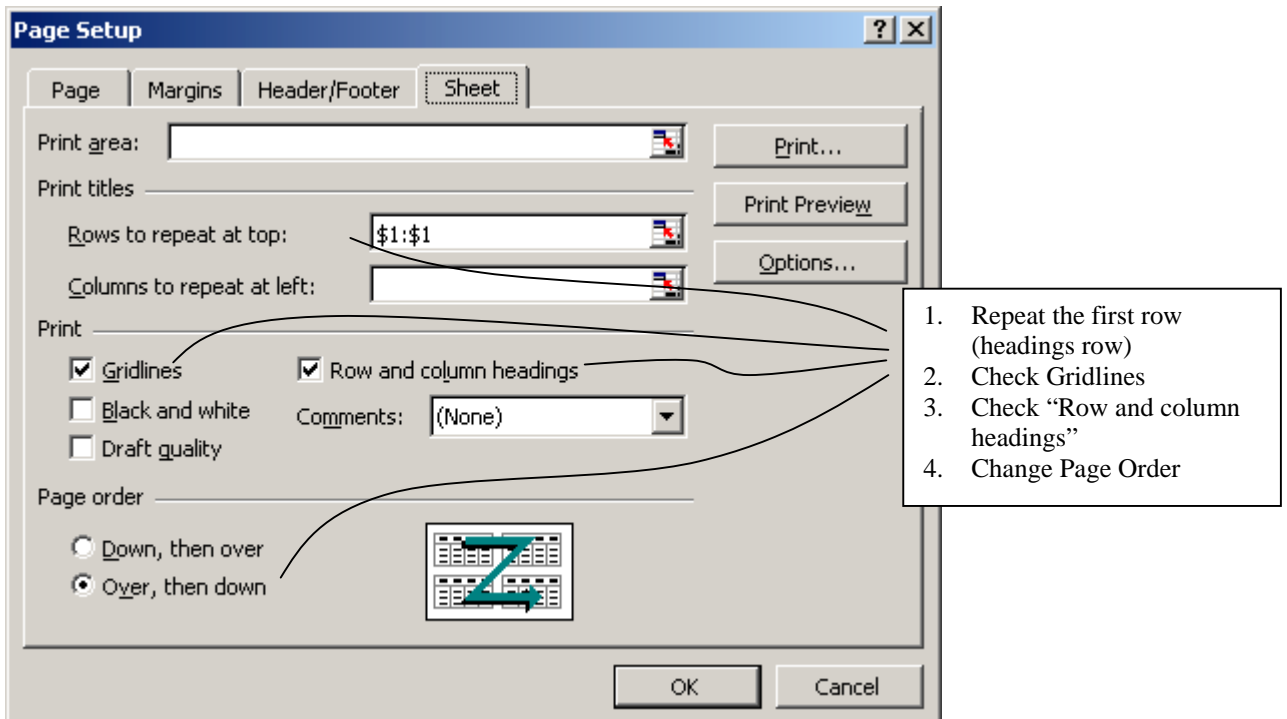 Page Setup
? X
Page Margins Header/Footer Sheet
Print area:
Print...
Print titles
Print Preview
Rows to repeat at top: $1:$1
Options...
Columns to repeat at left:
Print
Gridlines Row and column headings
Black and white Comments: (None)
Draft quality
Page order
Down, then over
Over, then down
OK Cancel
1. Repeat the first row
(headings row)
2. Check Gridlines
3. Check “Row and column
headings”
4. Change Page Order